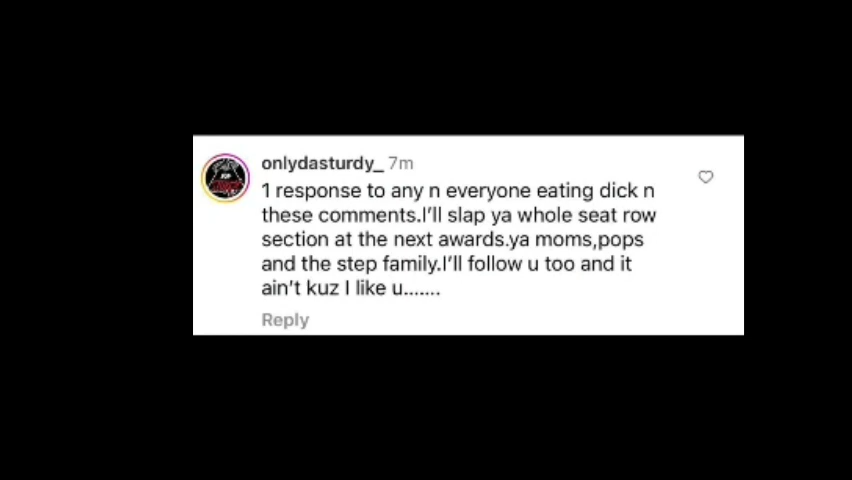 onlydasturdy_ 7m
1 response to any n everyone eating dick n
these comments.I'll slap ya whole seat row
section at the next awards.ya moms,pops
and the step family.I'll follow u too and it
ain't kuz I like u.......
Reply